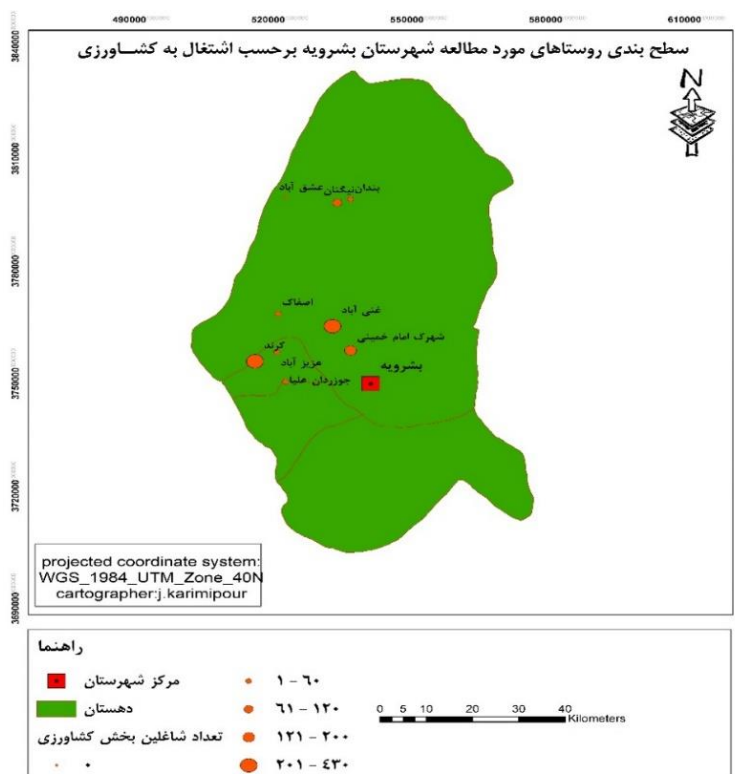 490000 520000 550000 580000 610000
سطح بندی روستاهای مورد مطالعه شهرستان بشرویه برحسب اشتغال به کشــاورزی
N
3840000
3810000
3780000
3750000
3720000
3690000
عشق آباد نیگنان بندان
اصفاک
غنی آباد
شهرک امام خمینی
کرند
عزیز آباد
بشرویه
جوزردان علیا
projected coordinate system:
WGS_1984_UTM_Zone_40N
cartographer:j.karimipour
راهنما
مرکز شهرستان
دهستان
تعداد شاغلین بخش کشاورزی
۰
۱ - ۶۰
۶۱ - ۱۲۰
۱۲۱ - ۲۰۰
۲۰۱ - ٤۳۰
0 5 10 20 30 40
Kilometers